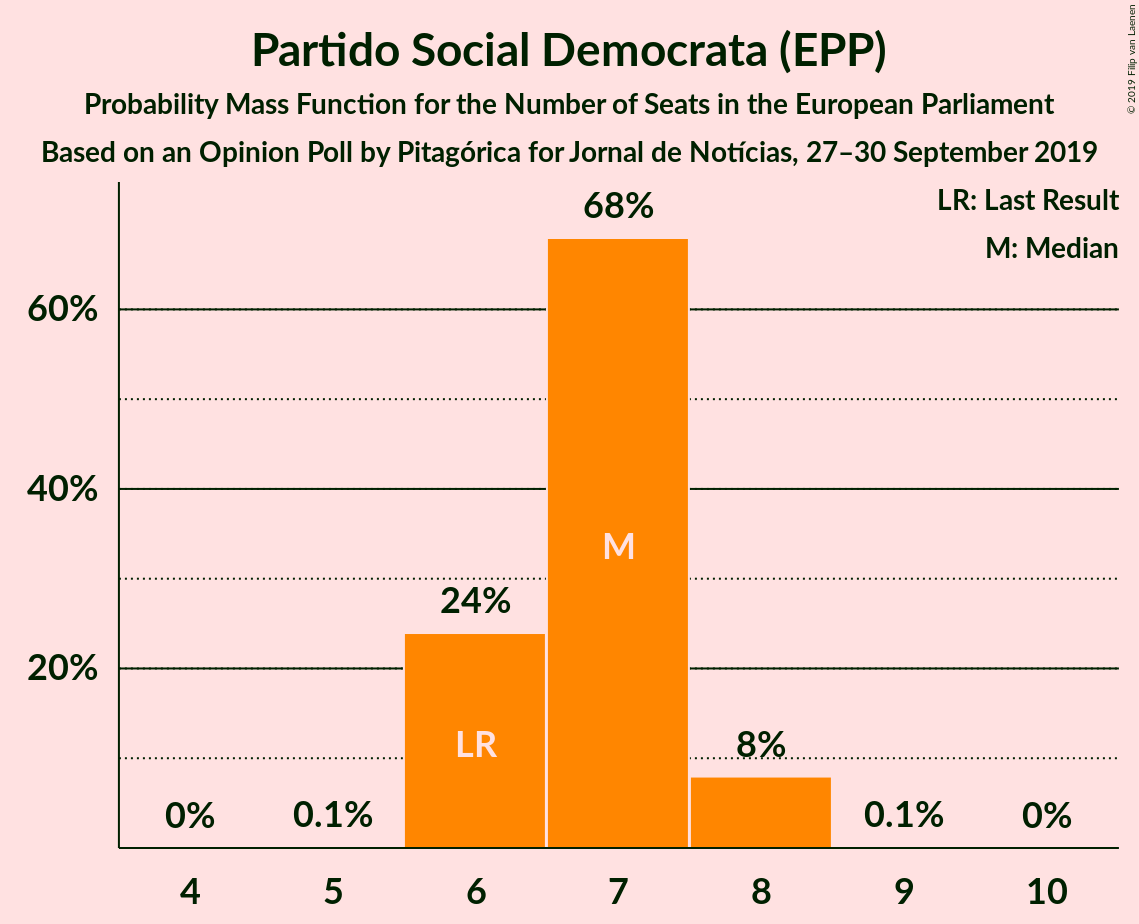 Partido Social Democrata (EPP)
Probability Mass Function for the Number of Seats in the European Parliament
Based on an Opinion Poll by Pitagórica for Jornal de Notícias, 27–30 September 2019
© 2019 Filip van Laenen
LR: Last Result
M: Median
68%
60%
40%
M
24%
20%
LR
8%
0%
0.1%
0.1%
0%
4
5
6
7
8
9
10